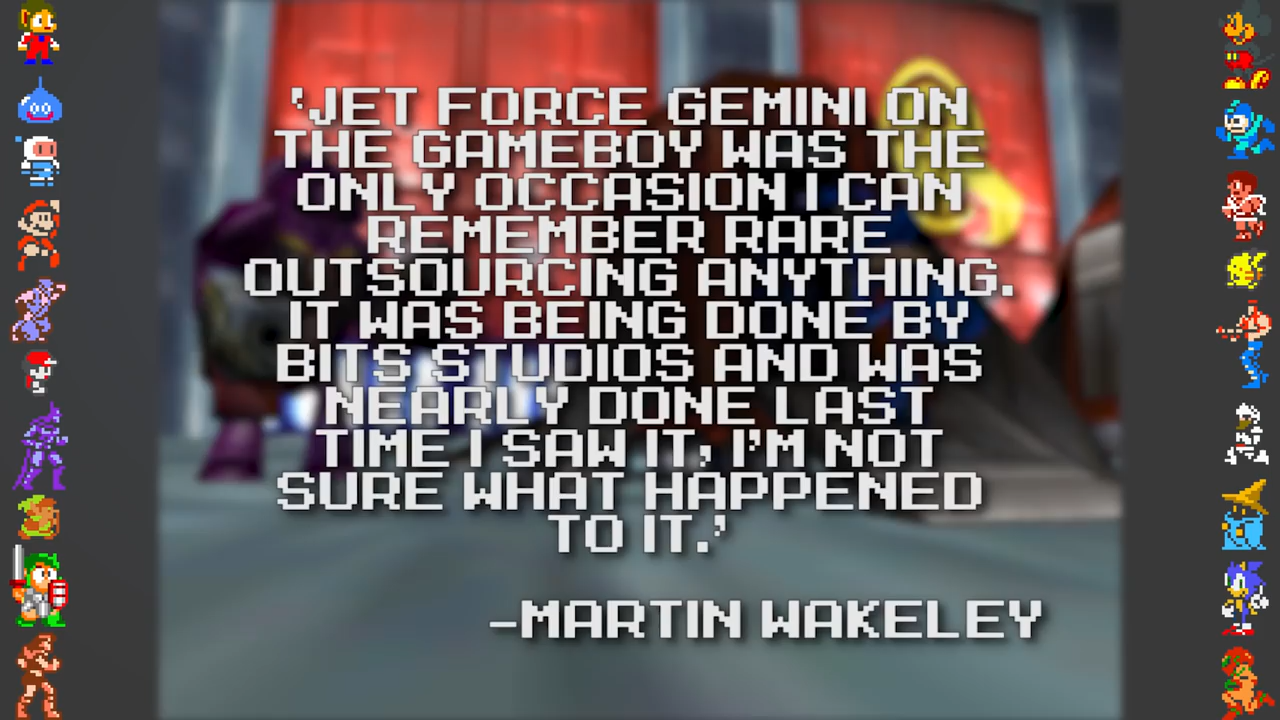 'JET FORCE GEMINI ON
THE GAMEBOY WAS THE
ONLY OCCASION I CAN
REMEMBER RARE
OUTSOURCING ANYTHING.
IT WAS BEING DONE BY
BITS STUDIOS AND WAS
NEARLY DONE LAST
TIME I SAW IT; I'M NOT
SURE WHAT HAPPENED
TO IT.'
-MARTIN WAKELEY